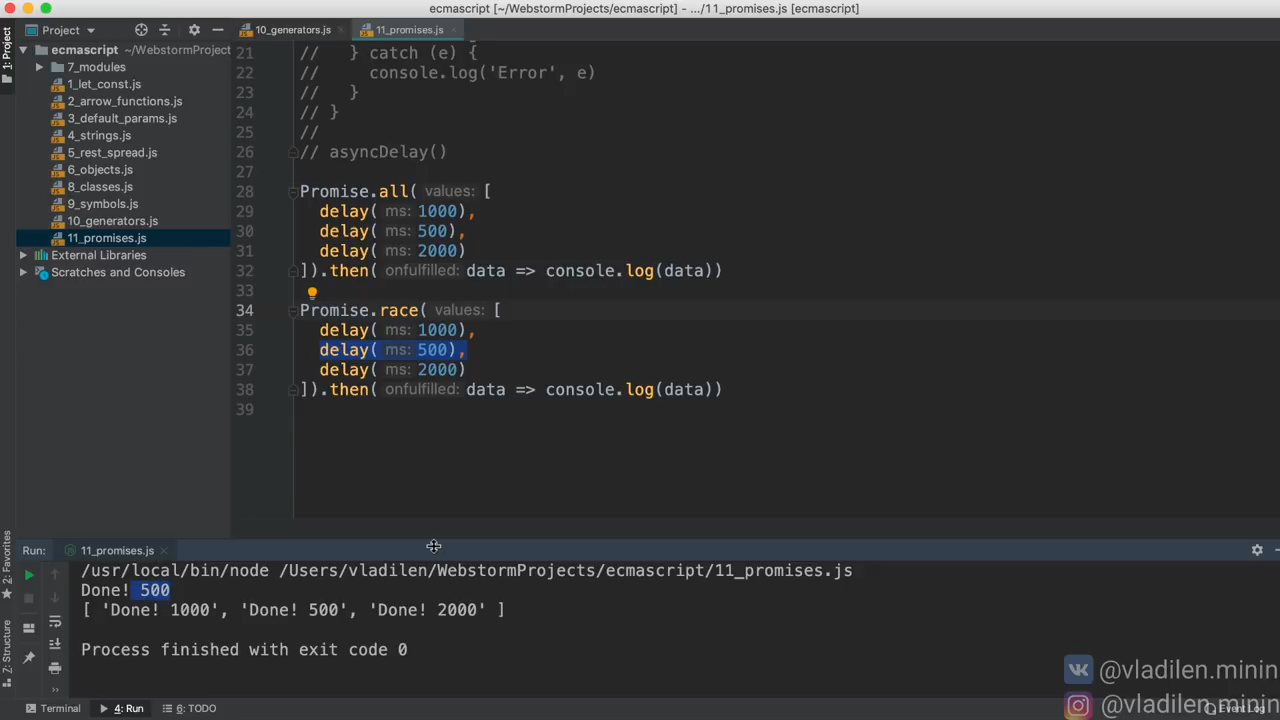 ecmascript [~/WebstormProjects/ecmascript] – .../11_promises.js [ecmascript]
Project
10_generators.js
11_promises.js
1: Project
ecmascript ~/WebstormProject
7_modules
1_let_const.js
2_arrow_functions.js
3_default_params.js
4_strings.js
5_rest_spread.js
6_objects.js
8_classes.js
9_symbols.js
10_generators.js
11_promises.js
External Libraries
Scratches and Consoles
21 // } catch (e) {
22 // console.log('Error', e)
23 // }
24 // }
25 //
26 // asyncDelay()
27
28 Promise.all( values: [
29 delay( ms: 1000),
30 delay( ms: 500),
31 delay( ms: 2000)
32 ]).then( onfulfilled: data => console.log(data))
33
34 Promise.race( values: [
35 delay( ms: 1000),
36 delay( ms: 500),
37 delay( ms: 2000)
38 ]).then( onfulfilled: data => console.log(data))
39
2: Favorites
Z: Structure
Run: 11_promises.js
/usr/local/bin/node /Users/vladilen/WebstormProjects/ecmascript/11_promises.js
Done! 500
[ 'Done! 1000', 'Done! 500', 'Done! 2000' ]
Process finished with exit code 0
@vladilen.minin
@vladilen.minin
Terminal
4: Run
6: TODO
Event Log